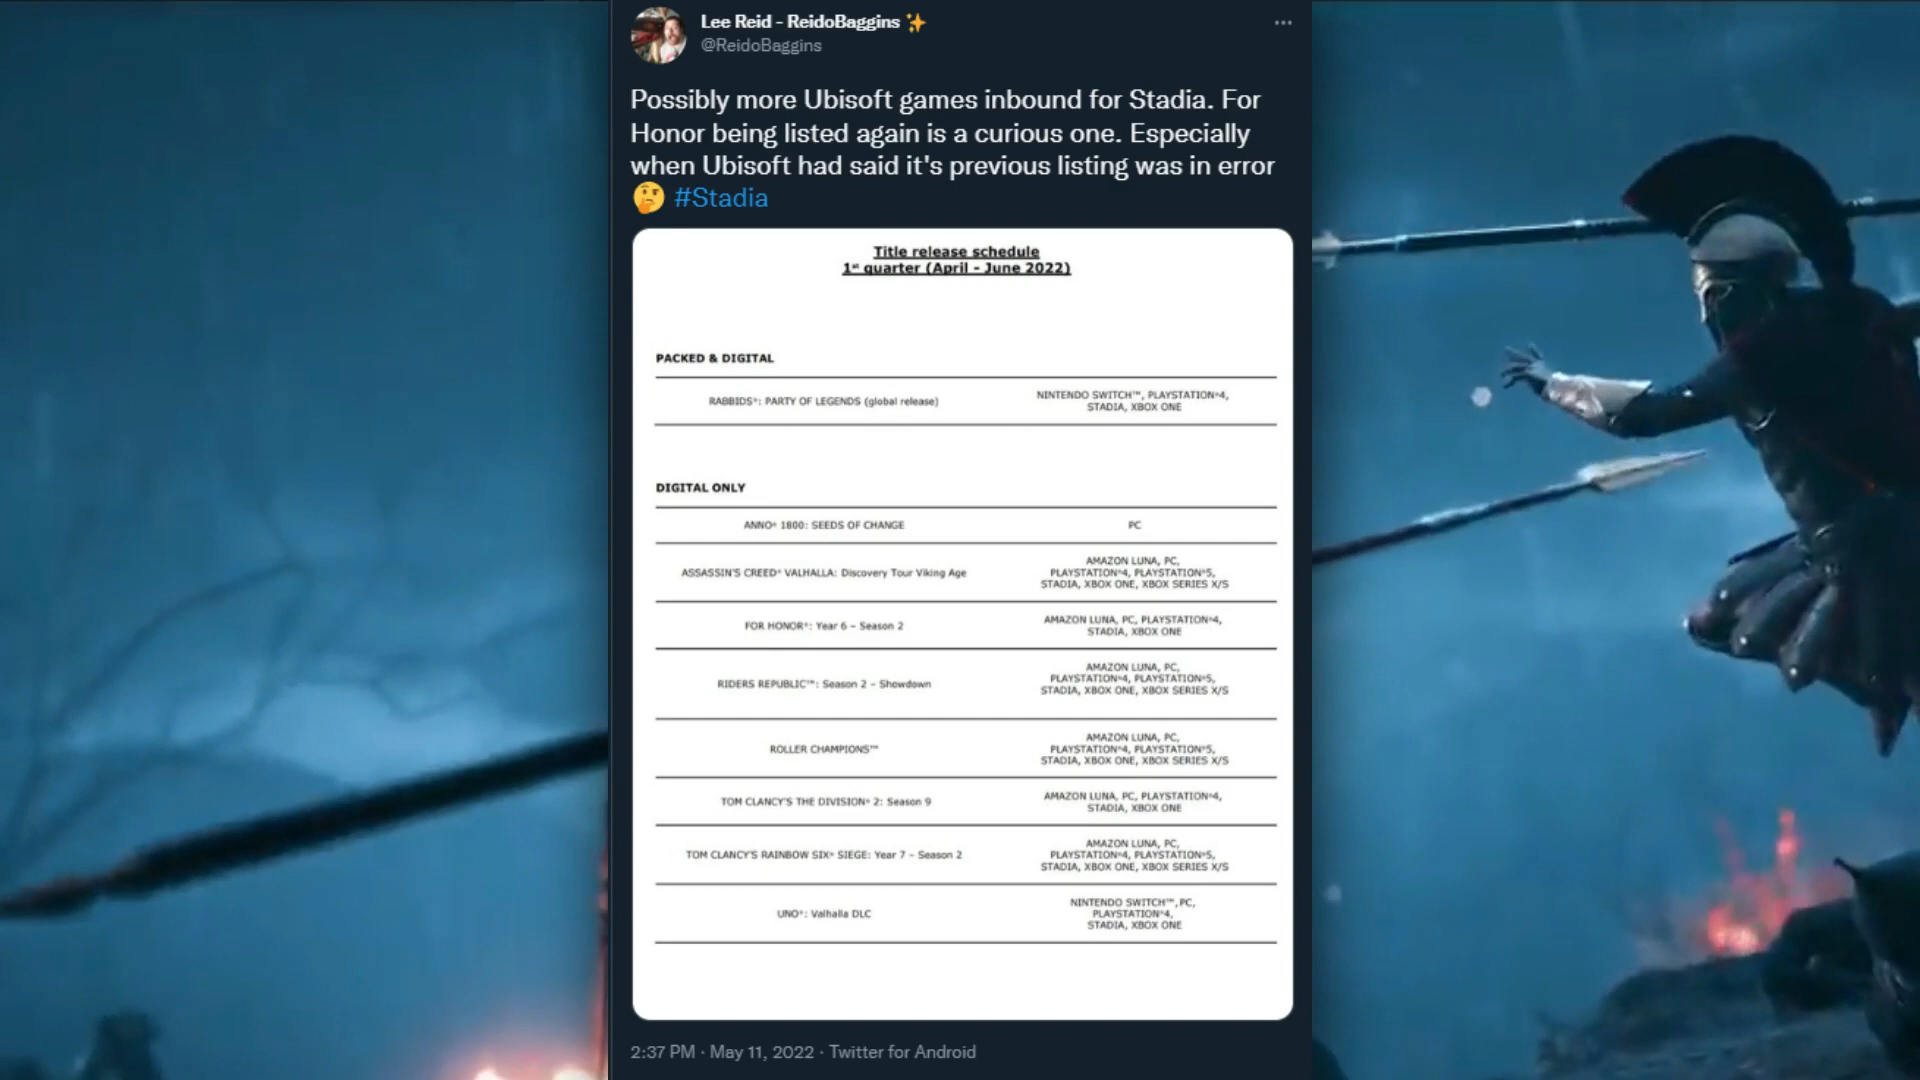 Lee Reid - ReidoBaggins ✨
@ReidoBaggins
Possibly more Ubisoft games inbound for Stadia. For
Honor being listed again is a curious one. Especially
when Ubisoft had said it's previous listing was in error
🤔 #Stadia
Title release schedule
1st quarter (April - June 2022)
PACKED & DIGITAL
RABBIDS®: PARTY OF LEGENDS (global release)
NINTENDO SWITCH™, PLAYSTATION®4,
STADIA, XBOX ONE
DIGITAL ONLY
ANNO® 1800: SEEDS OF CHANGE
PC
ASSASSIN'S CREED® VALHALLA: Discovery Tour Viking Age
AMAZON LUNA, PC,
PLAYSTATION®4, PLAYSTATION®5,
STADIA, XBOX ONE, XBOX SERIES X/S
FOR HONOR®: Year 6 – Season 2
AMAZON LUNA, PC, PLAYSTATION®4,
STADIA, XBOX ONE
RIDERS REPUBLIC™: Season 2 – Showdown
AMAZON LUNA, PC,
PLAYSTATION®4, PLAYSTATION®5,
STADIA, XBOX ONE, XBOX SERIES X/S
ROLLER CHAMPIONS™
AMAZON LUNA, PC,
PLAYSTATION®4, PLAYSTATION®5,
STADIA, XBOX ONE, XBOX SERIES X/S
TOM CLANCY'S THE DIVISION® 2: Season 9
AMAZON LUNA, PC, PLAYSTATION®4,
STADIA, XBOX ONE
TOM CLANCY'S RAINBOW SIX® SIEGE: Year 7 – Season 2
AMAZON LUNA, PC,
PLAYSTATION®4, PLAYSTATION®5,
STADIA, XBOX ONE, XBOX SERIES X/S
UNO®: Valhalla DLC
NINTENDO SWITCH™, PC,
PLAYSTATION®4,
STADIA, XBOX ONE
2:37 PM · May 11, 2022 · Twitter for Android